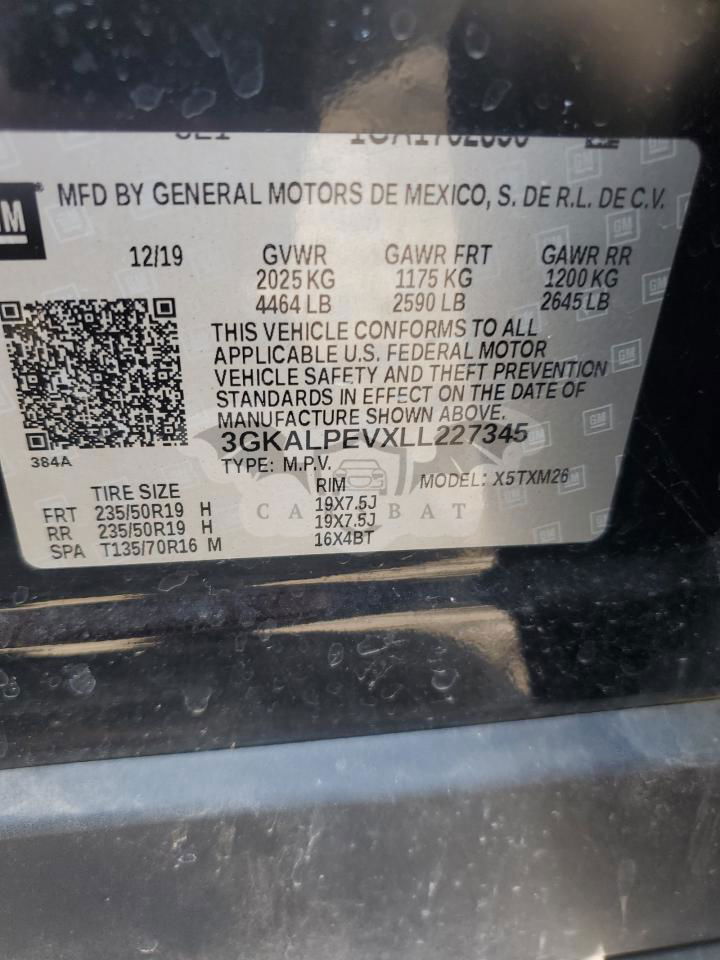 MFD BY GENERAL MOTORS DE MEXICO, S. DE R.L. DE C.V.
GM
12/19 GVWR GAWR FRT GAWR RR
2025 KG 1175 KG 1200 KG
4464 LB 2590 LB 2645 LB
THIS VEHICLE CONFORMS TO ALL
APPLICABLE U.S. FEDERAL MOTOR
VEHICLE SAFETY AND THEFT PREVENTION
STANDARDS IN EFFECT ON THE DATE OF
MANUFACTURE SHOWN ABOVE.
3GKALPEVXLL227345
384A
TYPE: M.P.V. MODEL: X5TXM26
TIRE SIZE RIM
FRT 235/50R19 H 19X7.5J
RR 235/50R19 H 19X7.5J
SPA T135/70R16 M 16X4BT